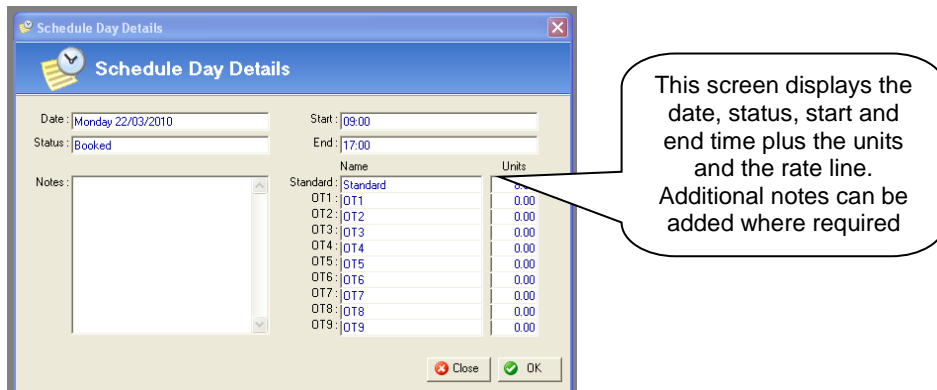 Schedule Day Details
Schedule Day Details
Date : Monday 22/03/2010
Start : 09:00
Status : Booked
End : 17:00
Name Units
Notes :
Standard : Standard
OT1 : OT1 0.00
OT2 : OT2 0.00
OT3 : OT3 0.00
OT4 : OT4 0.00
OT5 : OT5 0.00
OT6 : OT6 0.00
OT7 : OT7 0.00
OT8 : OT8 0.00
OT9 : OT9 0.00
Close OK
This screen displays the
date, status, start and
end time plus the units
and the rate line.
Additional notes can be
added where required